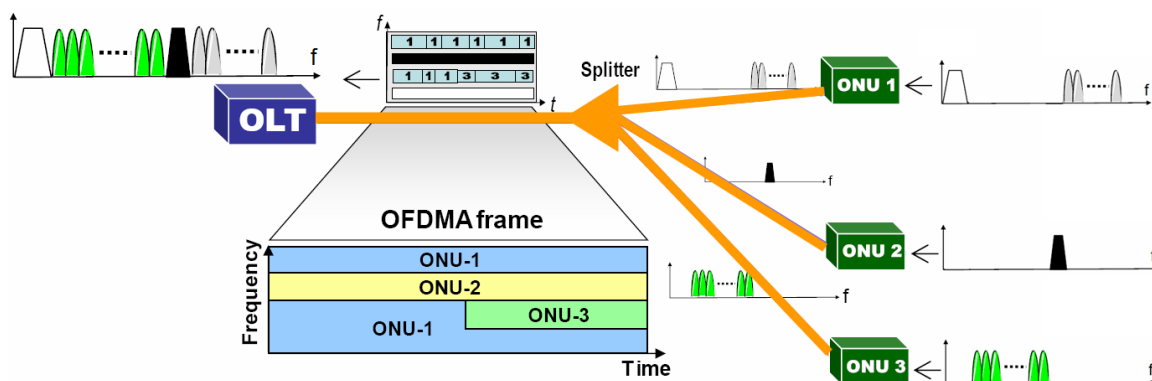 f
f
1 1 1 1 1 1
1 1 1 3 3 3
t
OLT
Splitter
f
ONU 1
f
f
ONU 2
f
OFDMA frame
Frequency
ONU-1
ONU-2
ONU-3
ONU-1
Time
f
ONU 3
f